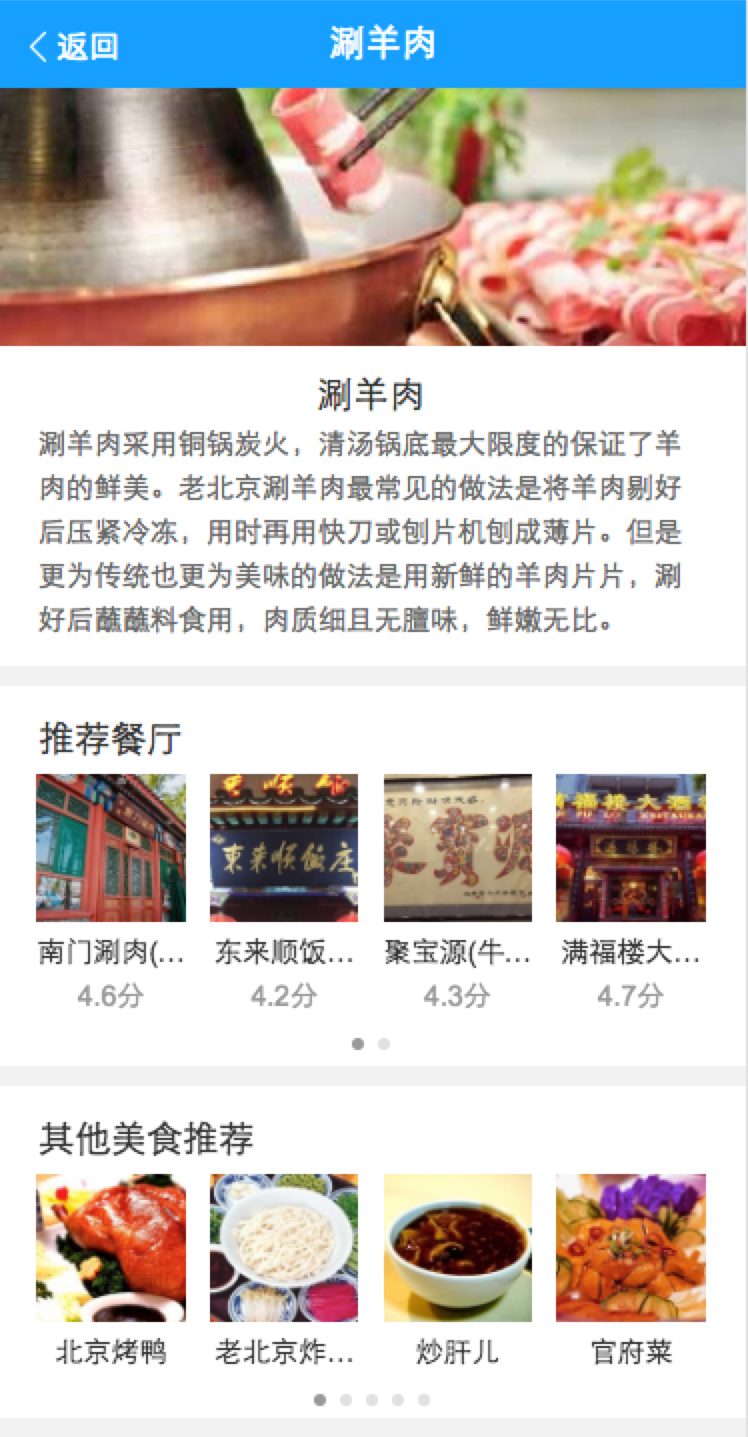 返回
涮羊肉
涮羊肉
涮羊肉采用铜锅炭火，清汤锅底最大限度的保证了羊
肉的鲜美。老北京涮羊肉最常见的做法是将羊肉剔好
后压紧冷冻，用时再用快刀或刨片机刨成薄片。但是
更为传统也更为美味的做法是用新鲜的羊肉片片，涮
好后蘸蘸料食用，肉质细且无膻味，鲜嫩无比。
推荐餐厅
東来顺飯庄
宝源
福楼大酒
南门涮肉(...
东来顺饭...
聚宝源(牛...
满福楼大...
4.6分
4.2分
4.3分
4.7分
其他美食推荐
北京烤鸭
老北京炸...
炒肝儿
官府菜